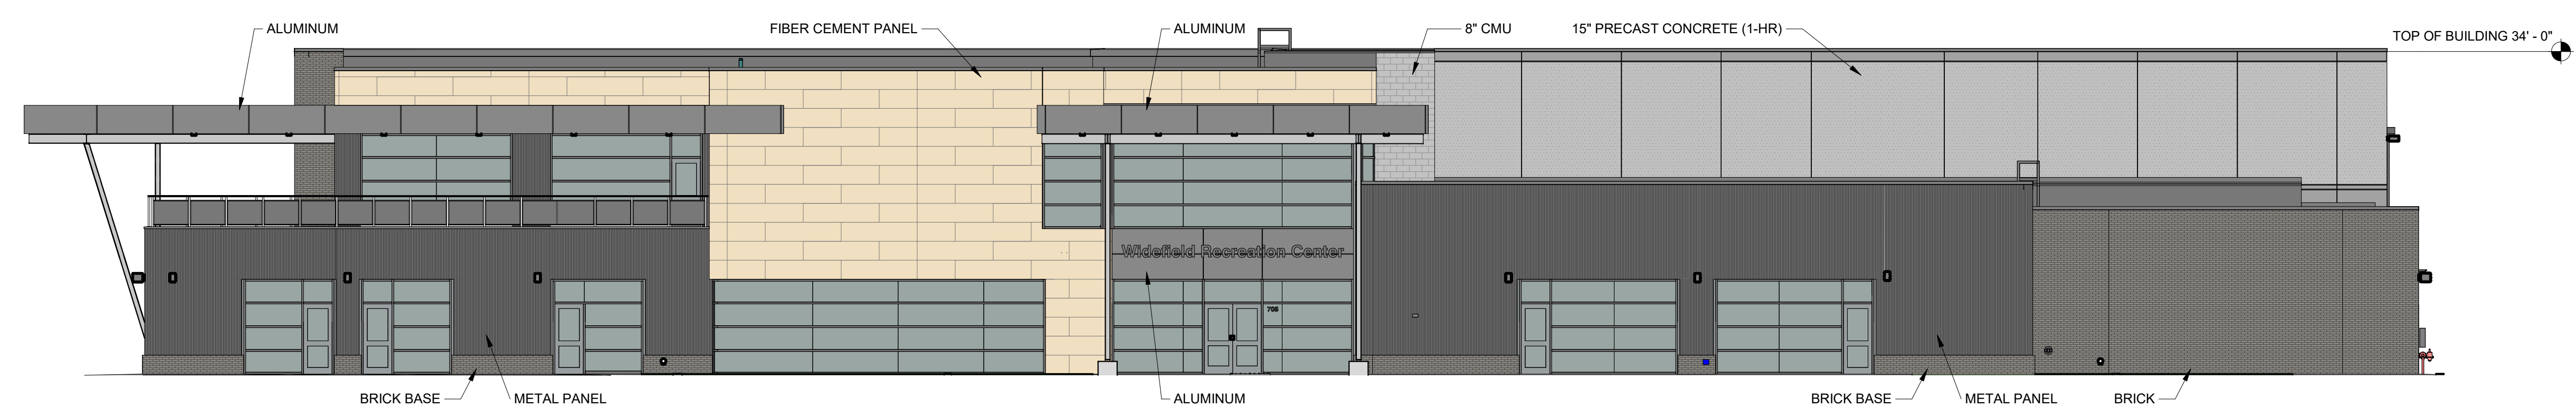 ALUMINUM
FIBER CEMENT PANEL
ALUMINUM
8" CMU
15" PRECAST CONCRETE (1-HR)
TOP OF BUILDING 34' - 0"
Widefield Recreation Center
705
BRICK BASE
METAL PANEL
ALUMINUM
BRICK BASE
METAL PANEL
BRICK